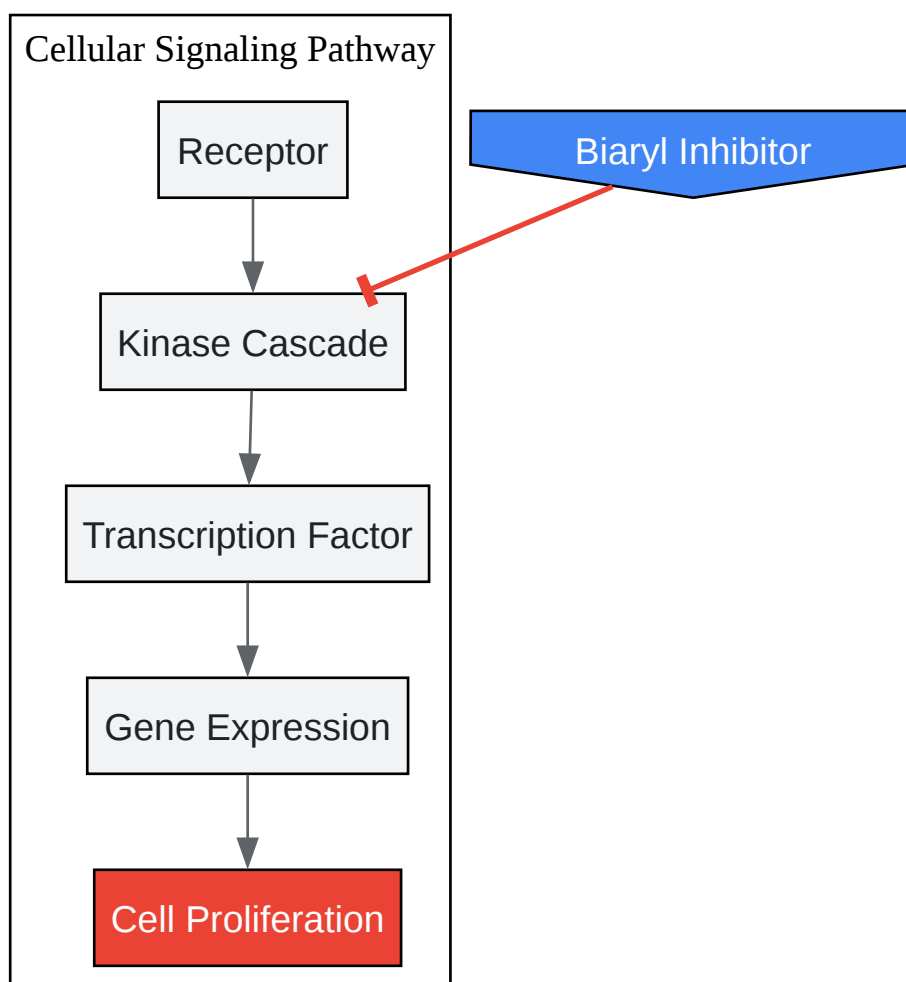 Cellular Signaling Pathway
Receptor
Biaryl Inhibitor
Kinase Cascade
Transcription Factor
Gene Expression
Cell Proliferation